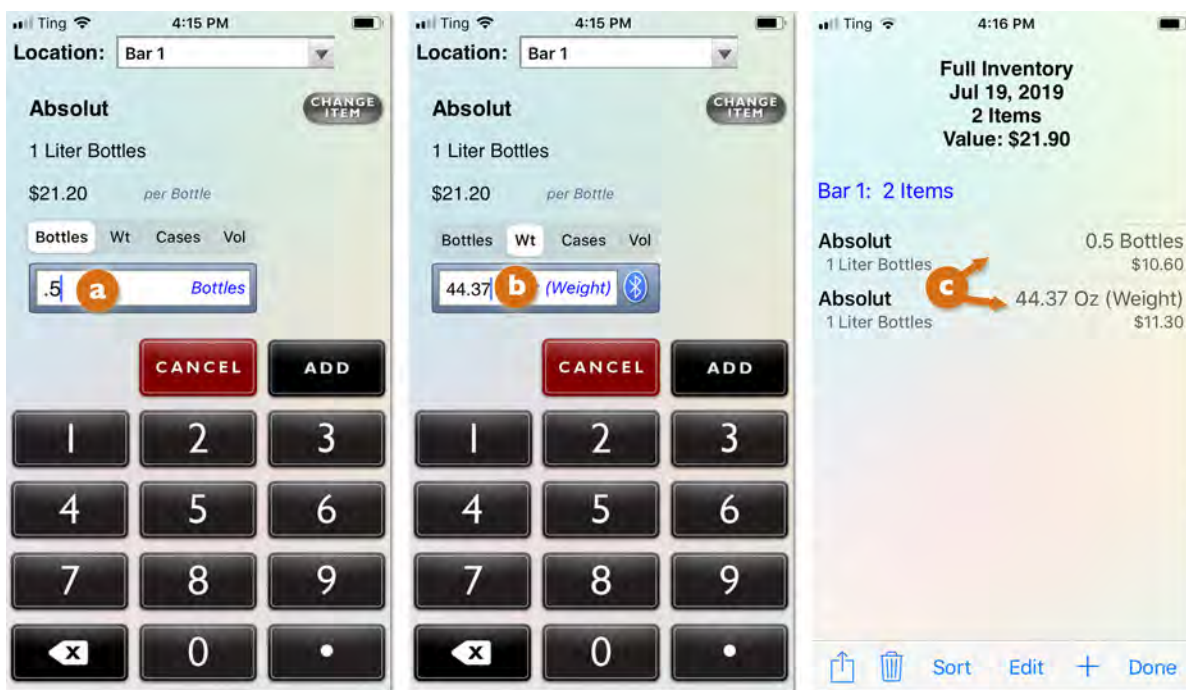 Ting 4:15 PM
Location: Bar 1
Absolut
CHANGE ITEM
1 Liter Bottles
$21.20 per Bottle
Bottles Wt Cases Vol
.5 a Bottles
CANCEL ADD
1 2 3
4 5 6
7 8 9
X 0 .
Ting 4:15 PM
Location: Bar 1
Absolut
CHANGE ITEM
1 Liter Bottles
$21.20 per Bottle
Bottles Wt Cases Vol
44.37 b (Weight)
CANCEL ADD
1 2 3
4 5 6
7 8 9
X 0 .
Ting 4:16 PM
Full Inventory
Jul 19, 2019
2 Items
Value: $21.90
Bar 1: 2 Items
Absolut 0.5 Bottles
1 Liter Bottles $10.60
c
Absolut 44.37 Oz (Weight)
1 Liter Bottles $11.30
Sort Edit + Done